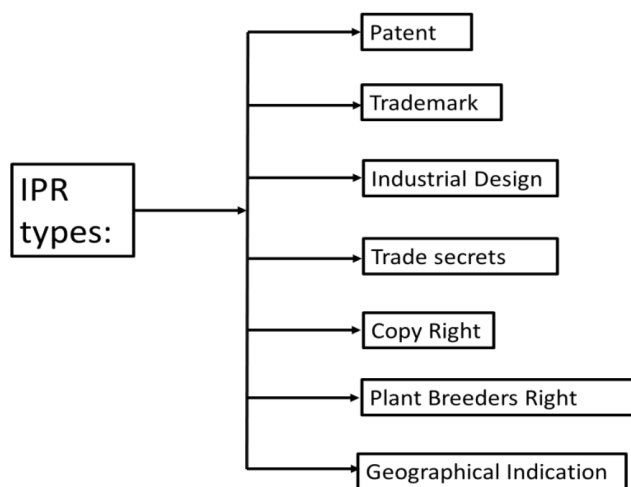 IPR
types:
Patent
Trademark
Industrial Design
Trade secrets
Copy Right
Plant Breeders Right
Geographical Indication